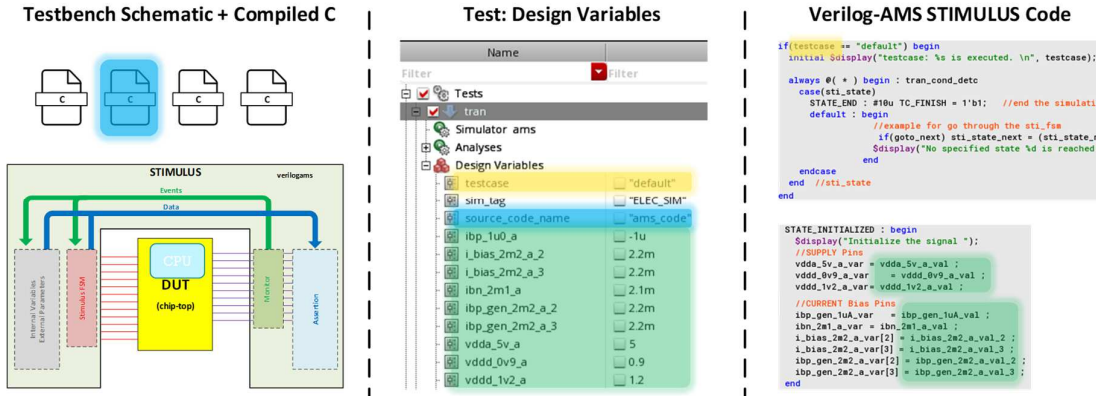 Testbench Schematic + Compiled C
C
C
C
C
STIMULUS
verilogams
Events
Data
Internal Variables
External Parameters
Stimulus FSM
CPU
DUT
(chip-top)
Monitor
Assertion
Test: Design Variables
Name
Filter
Filter
Tests
tran
Simulator ams
Analyses
Design Variables
testcase "default"
sim_tag "ELEC_SIM"
source_code_name "ams_code"
ibp_1u0_a -1u
i_bias_2m2_a_2 2.2m
i_bias_2m2_a_3 2.2m
ibn_2m1_a 2.1m
ibp_gen_2m2_a_2 2.2m
ibp_gen_2m2_a_3 2.2m
vdda_5v_a 5
vddd_0v9_a 0.9
vddd_1v2_a 1.2
Verilog-AMS STIMULUS Code
if(testcase == "default") begin
initial $display("testcase: %s is executed. \n", testcase);
always @( * ) begin : tran_cond_detc
case(sti_state)
STATE_END : #10u TC_FINISH = 1'b1; //end the simulati
default : begin
//example for go through the sti_fsm
if(goto_next) sti_state_next = (sti_state_n
$display("No specified state %d is reached
end
endcase
end //sti_state
end
STATE_INITIALIZED : begin
$display("Initialize the signal ");
//SUPPLY Pins
vdda_5v_a_var = vdda_5v_a_val ;
vddd_0v9_a_var = vddd_0v9_a_val ;
vddd_1v2_a_var= vddd_1v2_a_val ;
//CURRENT Bias Pins
ibp_gen_1uA_var = ibp_gen_1uA_val ;
ibn_2m1_a_var = ibn_2m1_a_val ;
i_bias_2m2_a_var[2] = i_bias_2m2_a_val_2 ;
i_bias_2m2_a_var[3] = i_bias_2m2_a_val_3 ;
ibp_gen_2m2_a_var[2] = ibp_gen_2m2_a_val_2 ;
ibp_gen_2m2_a_var[3] = ibp_gen_2m2_a_val_3 ;
end